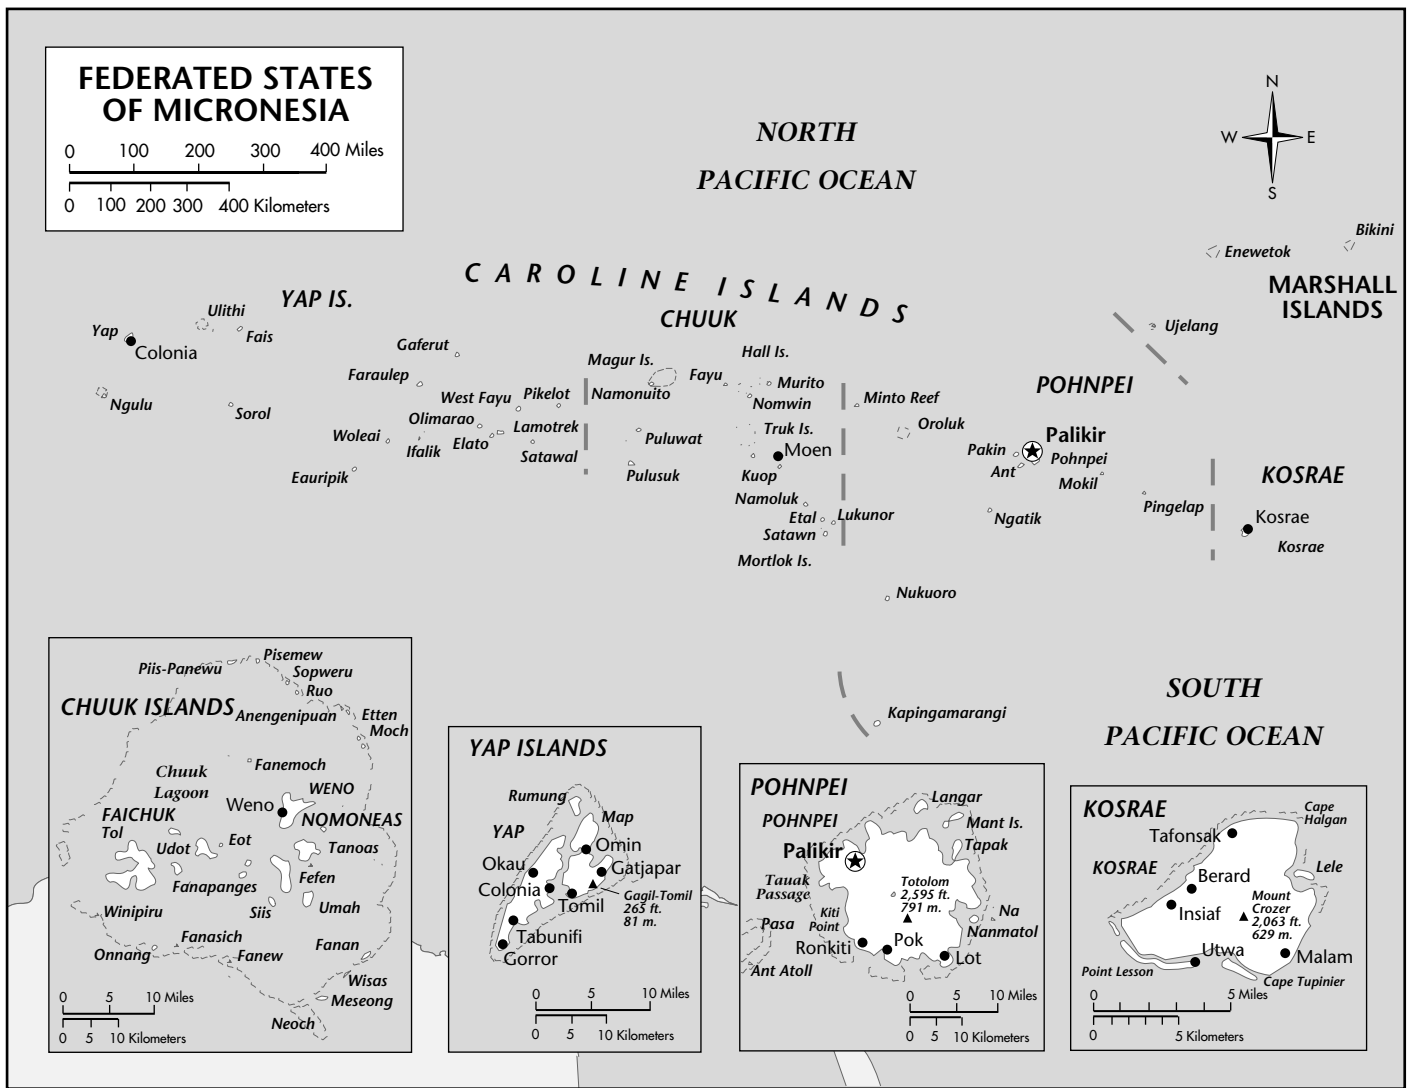 FEDERATED STATES
OF MICRONESIA
0 100 200 300 400 Miles
0 100 200 300 400 Kilometers
N
W E
S
NORTH
PACIFIC OCEAN
CAROLINE ISLANDS
Bikini
Enewetok
MARSHALL
ISLANDS
Ujelang
YAP IS.
Ulithi
Yap
Colonia
Fais
Ngulu
Sorol
Gaferut
Faraulep
West Fayu
Pikelot
Olimarao
Lamotrek
Woleai
Ifalik
Elato
Satawal
Eauripik
CHUUK
Magur Is.
Hall Is.
Fayu
Murito
Namonuito
Nomwin
Truk Is.
Puluwat
Moen
Pulusuk
Kuop
Namoluk
Etal
Lukunor
Satawn
Mortlok Is.
POHNPEI
Minto Reef
Oroluk
Palikir
Pakin
Pohnpei
Ant
Mokil
Ngatik
Pingelap
KOSRAE
Kosrae
Kosrae
Nukuoro
Kapingamarangi
SOUTH
PACIFIC OCEAN
CHUUK ISLANDS
Pisemew
Piis-Panewu
Sopweru
Ruo
Anengenipuan
Etten
Moch
Fanemoch
Chuuk
Lagoon
WENO
Weno
FAICHUK
NOMONEAS
Tol
Eot
Udot
Tanoas
Fanapanges
Fefen
Siis
Umah
Winipiru
Fanasich
Fanan
Onnang
Fanew
Wisas
Meseong
Neoch
0 5 10 Miles
0 5 10 Kilometers
YAP ISLANDS
Rumung
Map
YAP
Omin
Okau
Gatjapar
Colonia
Tomil
Gagil-Tomil
265 ft.
81 m.
Tabunifi
Gorror
0 5 10 Miles
0 5 10 Kilometers
POHNPEI
Langar
POHNPEI
Mant Is.
Palikir
Tapak
Tauak
Passage
Totolom
2,595 ft.
791 m.
Kiti
Point
Na
Pasa
Nanmatol
Ronkiti
Pok
Lot
Ant Atoll
0 5 10 Miles
0 5 10 Kilometers
KOSRAE
Cape
Halgan
Tafonsak
KOSRAE
Lele
Berard
Insiaf
Mount
Crozer
2,063 ft.
629 m.
Utwa
Malam
Point Lesson
Cape Tupinier
0 5 Miles
0 5 Kilometers